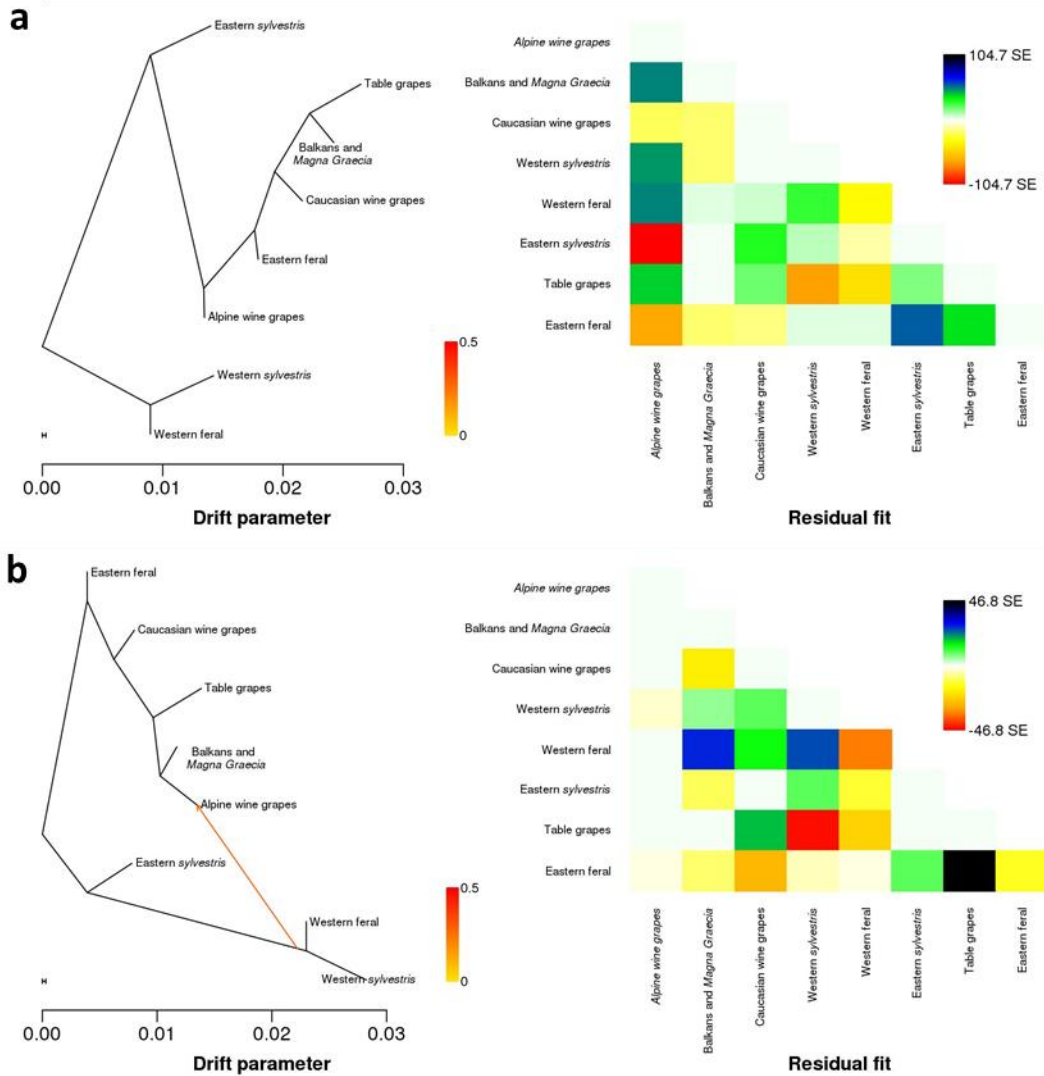 a
Eastern sylvestris
Table grapes
Balkans and
Magna Graecia
Caucasian wine grapes
Eastern feral
Alpine wine grapes
Western sylvestris
Western feral
0.5
0
0.00 0.01 0.02 0.03
Drift parameter
Alpine wine grapes
Balkans and Magna Graecia
Caucasian wine grapes
Western sylvestris
Western feral
Eastern sylvestris
Table grapes
Eastern feral
104.7 SE
-104.7 SE
Alpine wine grapes
Balkans and Magna Graecia
Caucasian wine grapes
Western sylvestris
Western feral
Eastern sylvestris
Table grapes
Eastern feral
Residual fit
b
Eastern feral
Caucasian wine grapes
Table grapes
Balkans and
Magna Graecia
Alpine wine grapes
Eastern sylvestris
Western feral
Western sylvestris
0.5
0
0.00 0.01 0.02 0.03
Drift parameter
Alpine wine grapes
Balkans and Magna Graecia
Caucasian wine grapes
Western sylvestris
Western feral
Eastern sylvestris
Table grapes
Eastern feral
46.8 SE
-46.8 SE
Alpine wine grapes
Balkans and Magna Graecia
Caucasian wine grapes
Western sylvestris
Western feral
Eastern sylvestris
Table grapes
Eastern feral
Residual fit